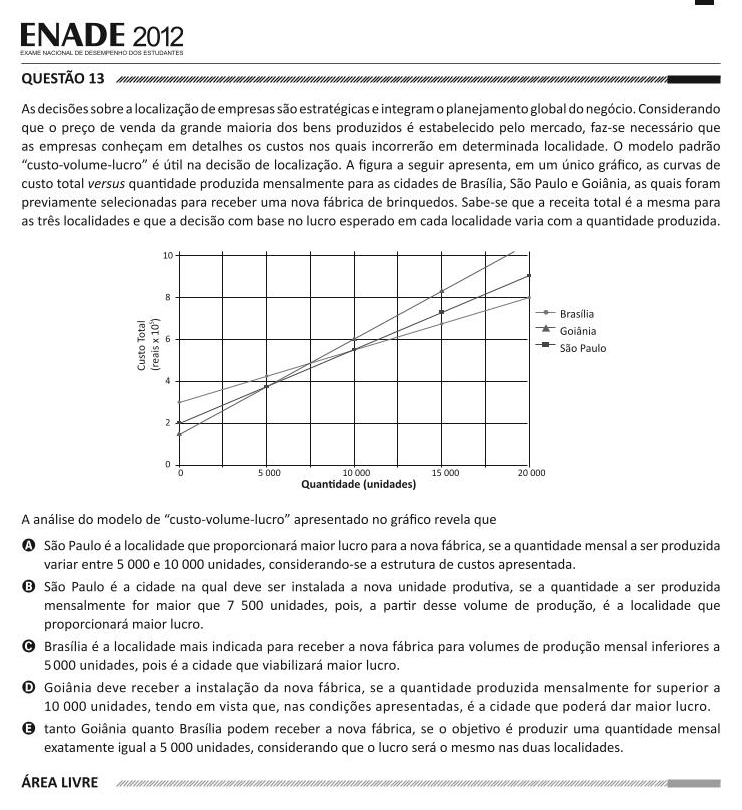 ENADE 2012
EXAME NACIONAL DE DESEMPENHO DOS ESTUDANTES
QUESTÃO 13
As decisões sobre a localização de empresas são estratégicas e integram o planejamento global do negócio. Considerando
que o preço de venda da grande maioria dos bens produzidos é estabelecido pelo mercado, faz-se necessário que
as empresas conheçam em detalhes os custos nos quais incorrerão em determinada localidade. O modelo padrão
“custo-volume-lucro” é útil na decisão de localização. A figura a seguir apresenta, em um único gráfico, as curvas de
custo total versus quantidade produzida mensalmente para as cidades de Brasília, São Paulo e Goiânia, as quais foram
previamente selecionadas para receber uma nova fábrica de brinquedos. Sabe-se que a receita total é a mesma para
as três localidades e que a decisão com base no lucro esperado em cada localidade varia com a quantidade produzida.
10
8
6
4
2
0
Custo Total
(reais x 10⁵)
0 5 000 10 000 15 000 20 000
Quantidade (unidades)
Brasília
Goiânia
São Paulo
A análise do modelo de “custo-volume-lucro” apresentado no gráfico revela que
A São Paulo é a localidade que proporcionará maior lucro para a nova fábrica, se a quantidade mensal a ser produzida
variar entre 5 000 e 10 000 unidades, considerando-se a estrutura de custos apresentada.
B São Paulo é a cidade na qual deve ser instalada a nova unidade produtiva, se a quantidade a ser produzida
mensalmente for maior que 7 500 unidades, pois, a partir desse volume de produção, é a localidade que
proporcionará maior lucro.
C Brasília é a localidade mais indicada para receber a nova fábrica para volumes de produção mensal inferiores a
5 000 unidades, pois é a cidade que viabilizará maior lucro.
D Goiânia deve receber a instalação da nova fábrica, se a quantidade produzida mensalmente for superior a
10 000 unidades, tendo em vista que, nas condições apresentadas, é a cidade que poderá dar maior lucro.
E tanto Goiânia quanto Brasília podem receber a nova fábrica, se o objetivo é produzir uma quantidade mensal
exatamente igual a 5 000 unidades, considerando que o lucro será o mesmo nas duas localidades.
ÁREA LIVRE